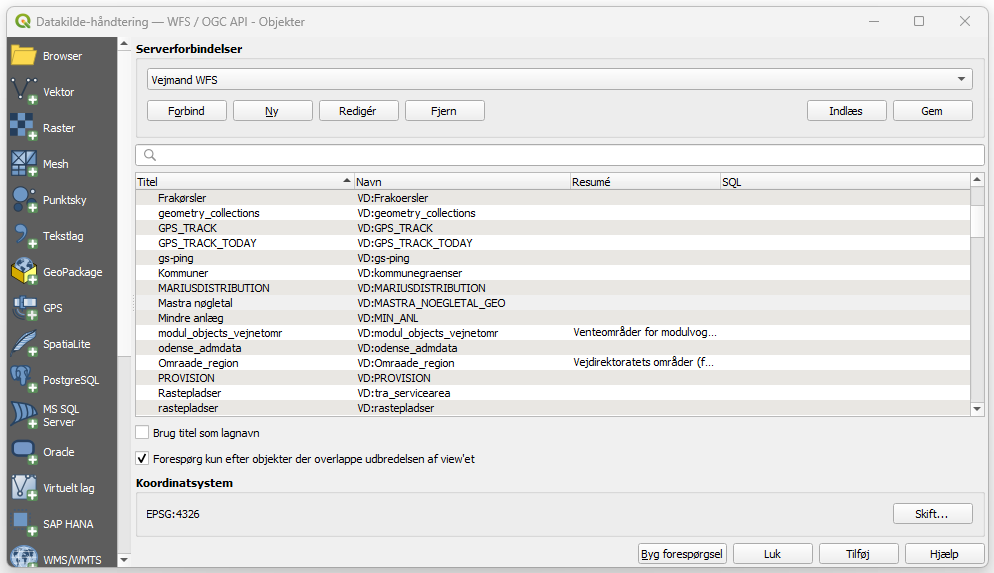 Datakilde-håndtering — WFS / OGC API - Objekter
Browser
Vektor
Raster
Mesh
Punktsky
Tekstlag
GeoPackage
GPS
SpatiaLite
PostgreSQL
MS SQL
Server
Oracle
Virtuelt lag
SAP HANA
WMS/WMTS
Serverforbindelser
Vejmand WFS
Forbind Ny Redigér Fjern Indlæs Gem
Titel Navn Resumé SQL
Frakørsler VD:Frakoersler
geometry_collections VD:geometry_collections
GPS_TRACK VD:GPS_TRACK
GPS_TRACK_TODAY VD:GPS_TRACK_TODAY
gs-ping VD:gs-ping
Kommuner VD:kommunegraenser
MARIUSDISTRIBUTION VD:MARIUSDISTRIBUTION
Mastra nøgletal VD:MASTRA_NOEGLETAL_GEO
Mindre anlæg VD:MIN_ANL
modul_objects_vejnetomr VD:modul_objects_vejnetomr Venteområder for modulvog...
odense_admdata VD:odense_admdata
Omraade_region VD:Omraade_region Vejdirektoratets områder (f...
PROVISION VD:PROVISION
Rastepladser VD:tra_servicearea
rastepladser VD:rastepladser
Brug titel som lagnavn
Forespørg kun efter objekter der overlappe udbredelsen af view'et
Koordinatsystem
EPSG:4326
Skift...
Byg forespørgsel Luk Tilføj Hjælp